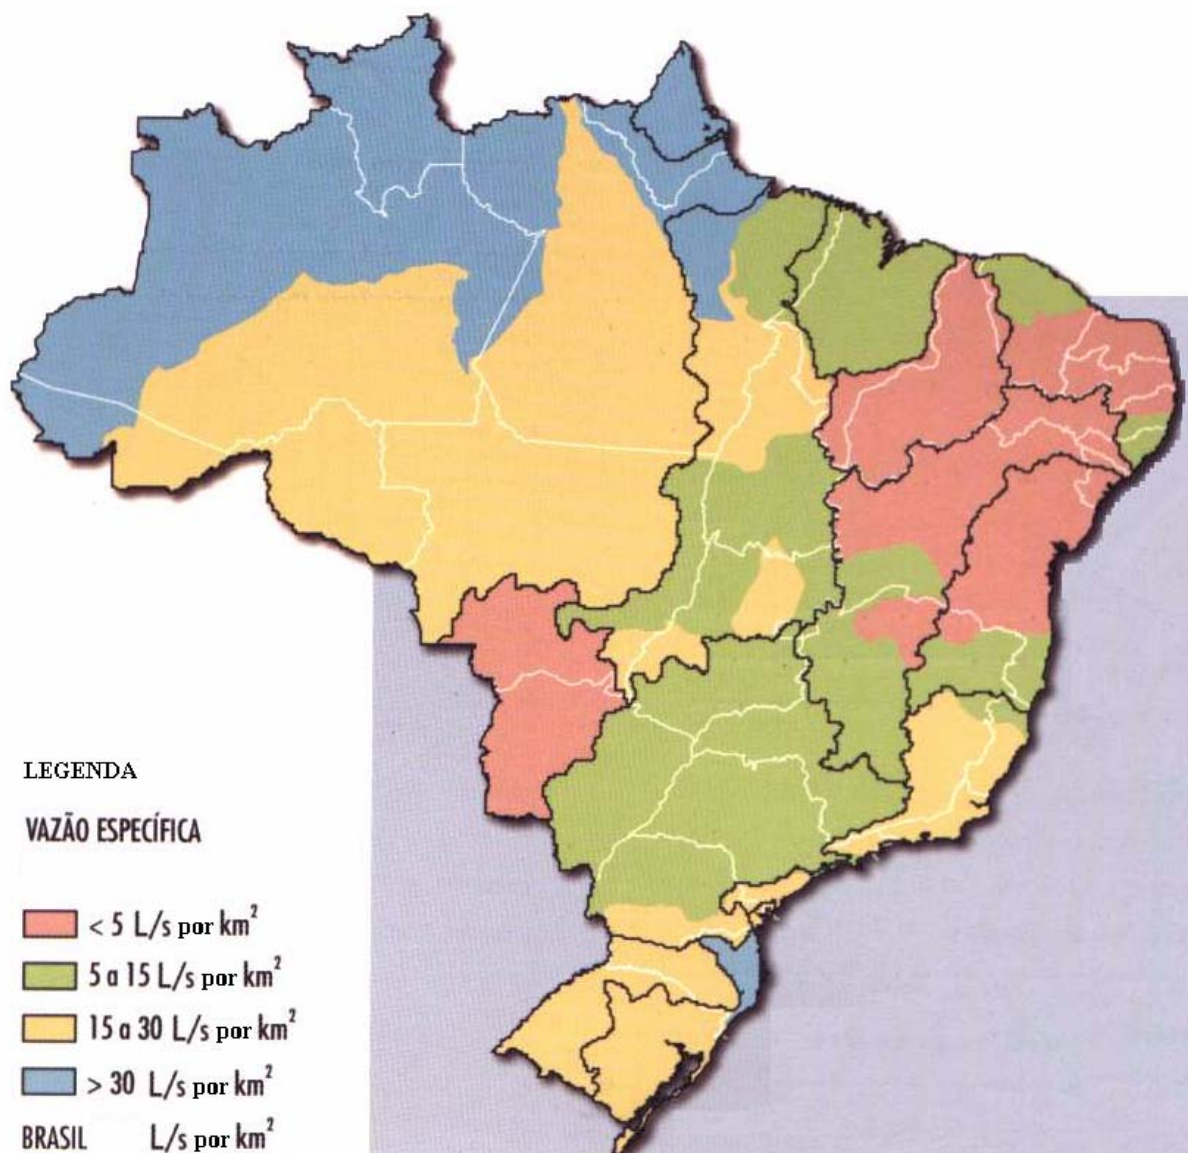 LEGENDA
VAZÃO ESPECÍFICA
< 5 L/s por km²
5 a 15 L/s por km²
15 a 30 L/s por km²
> 30 L/s por km²
BRASIL L/s por km²